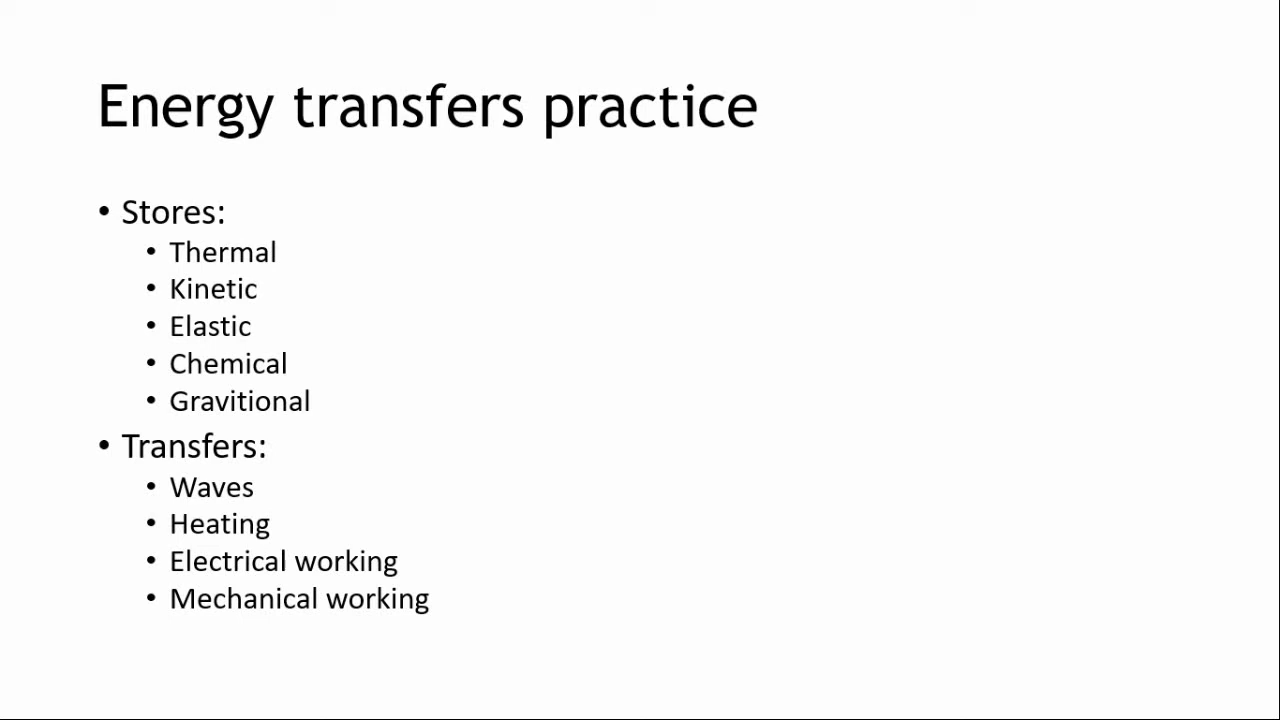 Energy transfers practice
• Stores:
• Thermal
• Kinetic
• Elastic
• Chemical
• Gravitional
• Transfers:
• Waves
• Heating
• Electrical working
• Mechanical working